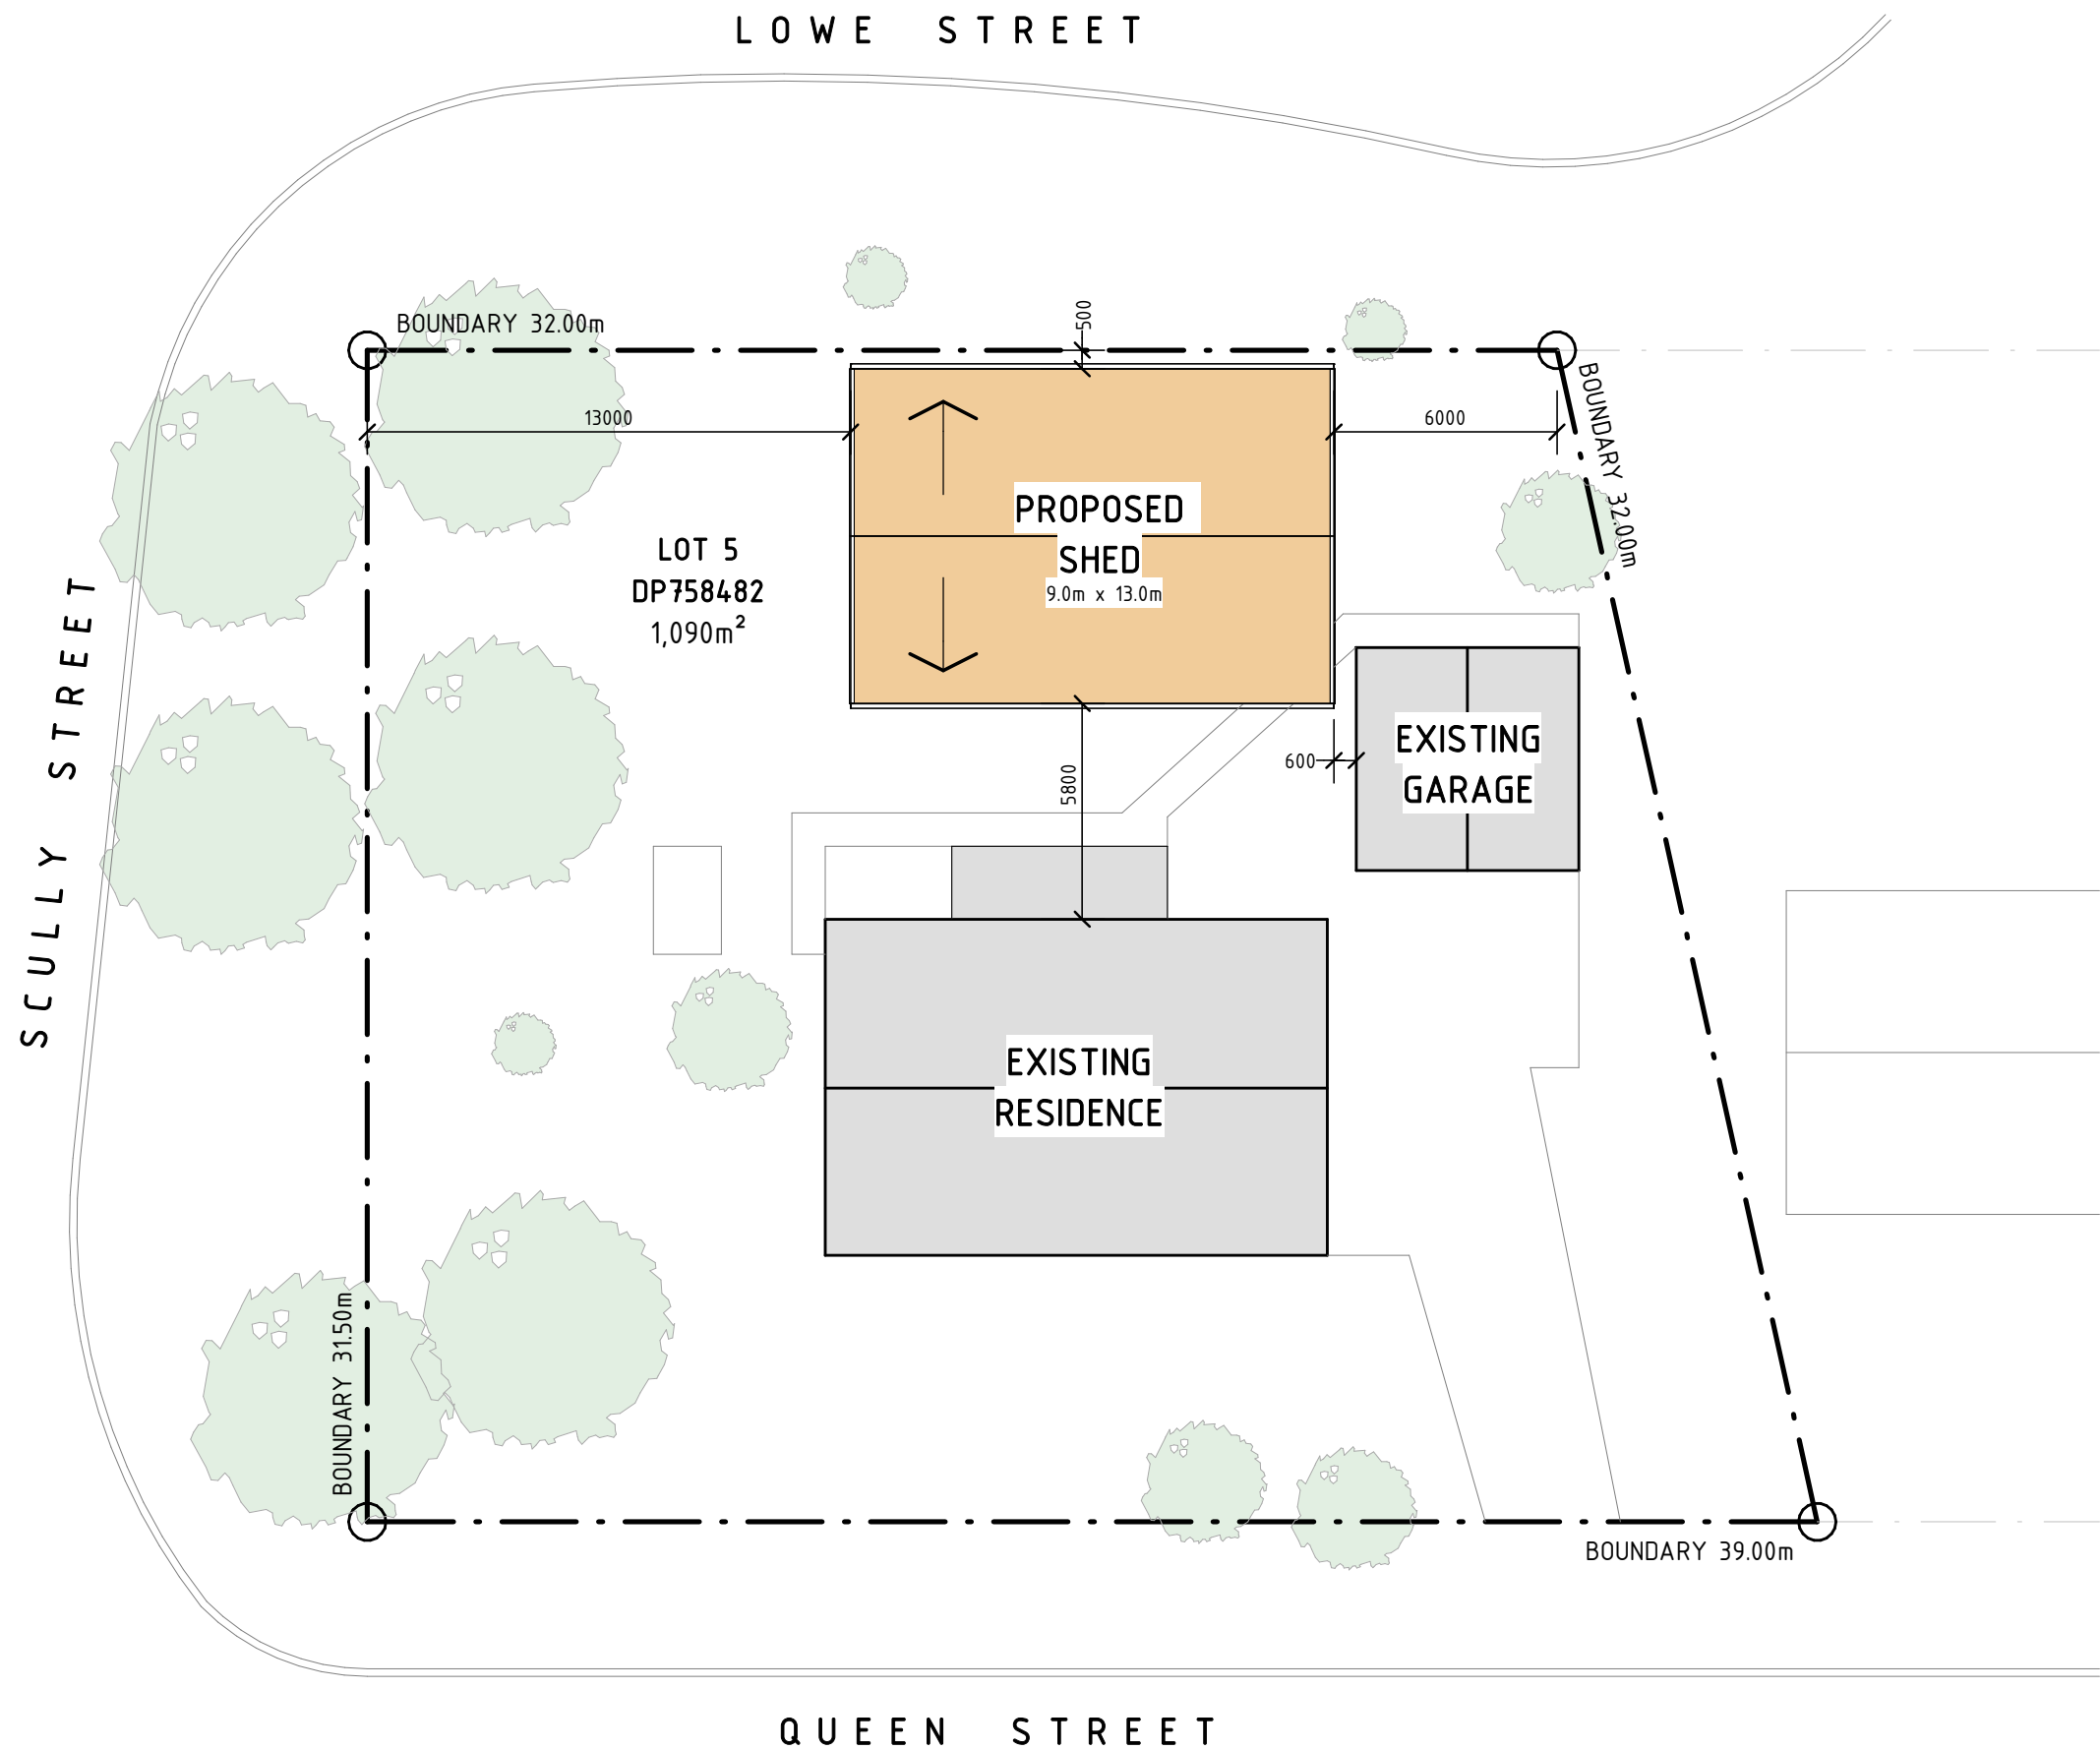 LOWE STREET
BOUNDARY 32.00m
500
13000
6000
BOUNDARY 32.00m
PROPOSED
SHED
9.0m x 13.0m
LOT 5
DP758482
1,090m²
SCULLY STREET
EXISTING
GARAGE
600
5800
EXISTING
RESIDENCE
BOUNDARY 31.50m
BOUNDARY 39.00m
QUEEN STREET